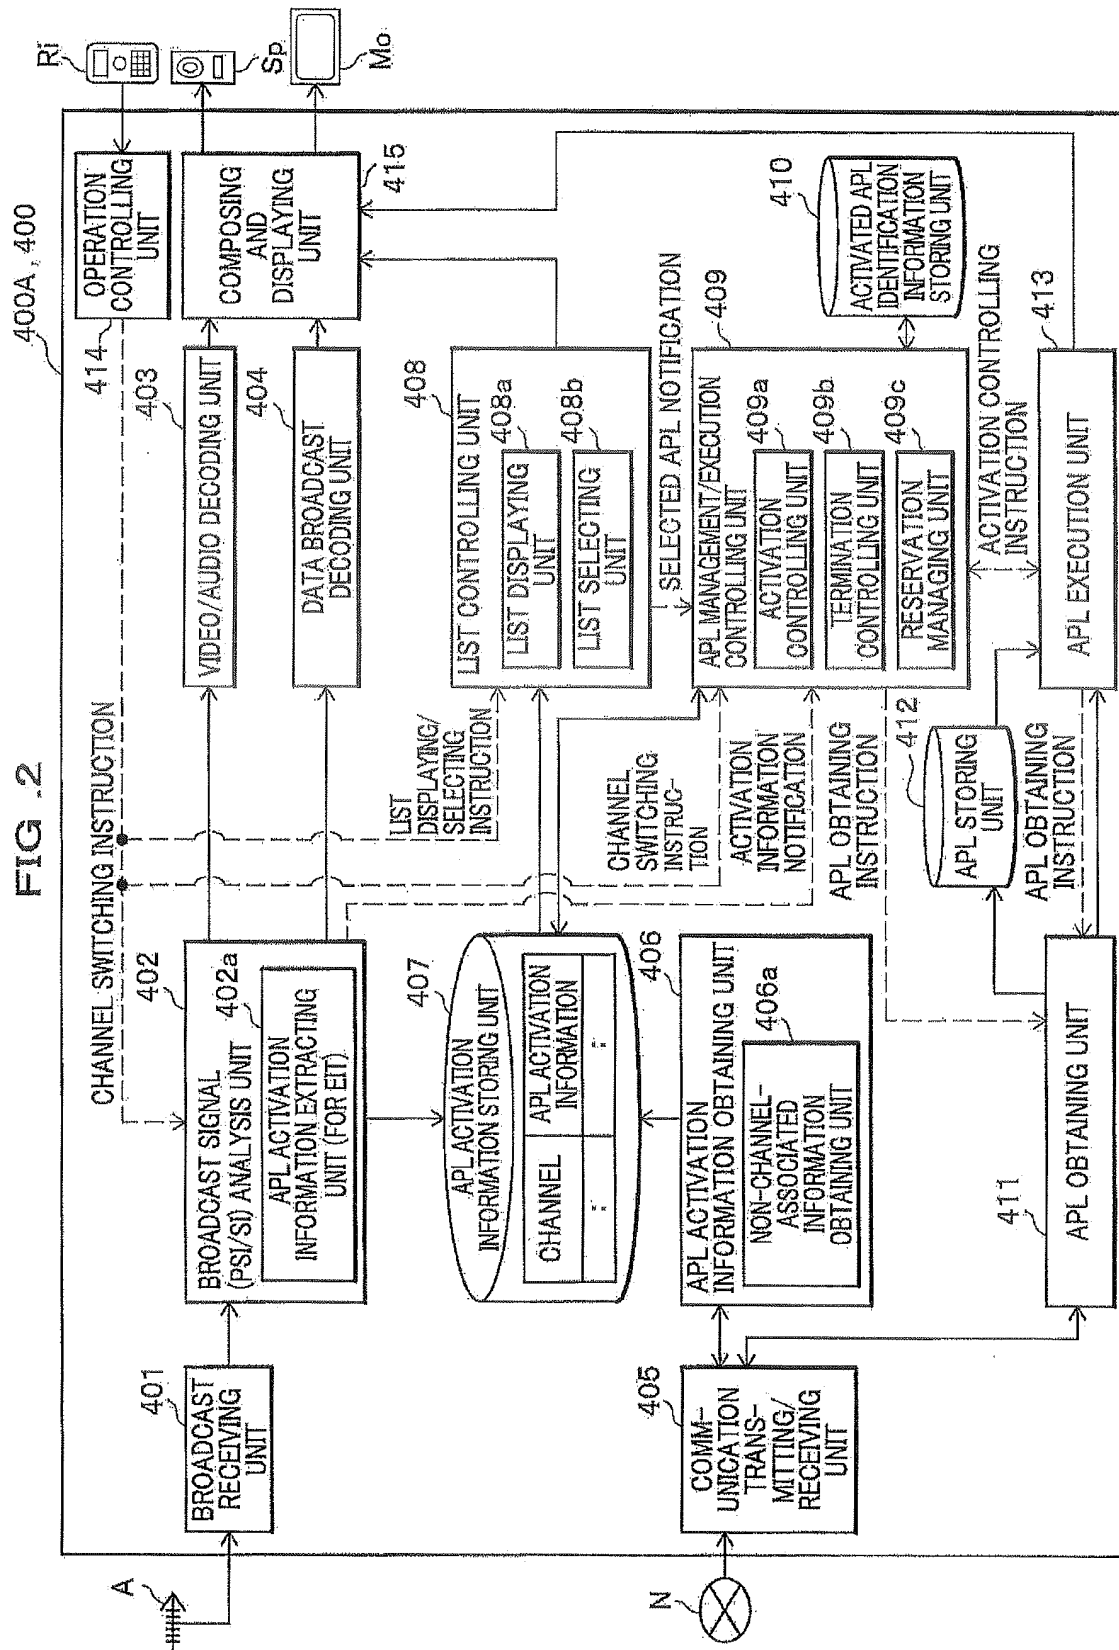 FIG .2
400A, 400
CHANNEL SWITCHING INSTRUCTION
A
401
BROADCAST
RECEIVING
UNIT
402
BROADCAST SIGNAL
(PSI/SI) ANALYSIS UNIT
402a
APL ACTIVATION
INFORMATION EXTRACTING
UNIT (FOR EIT)
403
VIDEO/AUDIO DECODING UNIT
404
DATA BROADCAST
DECODING UNIT
414
OPERATION
CONTROLLING
UNIT
COMPOSING
AND
DISPLAYING
UNIT
415
Ri
Sp
Mo
LIST
DISPLAYING/
SELECTING
INSTRUCTION
407
APL ACTIVATION
INFORMATION STORING UNIT
CHANNEL
APL ACTIVATION
INFORMATION
408
LIST CONTROLLING UNIT
408a
LIST DISPLAYING
UNIT
408b
LIST SELECTING
UNIT
SELECTED APL NOTIFICATION
CHANNEL
SWITCHING
INSTRUC-
TION
ACTIVATION
INFORMATION
NOTIFICATION
APL OBTAINING
INSTRUCTION
N
405
COMM-
UNICATION
TRANS-
MITTING/
RECEIVING
UNIT
406
APL ACTIVATION
INFORMATION OBTAINING UNIT
406a
NON-CHANNEL-
ASSOCIATED
INFORMATION
OBTAINING UNIT
409
APL MANAGEMENT/EXECUTION
CONTROLLING UNIT
409a
ACTIVATION
CONTROLLING UNIT
409b
TERMINATION
CONTROLLING UNIT
409c
RESERVATION
MANAGING UNIT
410
ACTIVATED APL
IDENTIFICATION
INFORMATION
STORING UNIT
ACTIVATION CONTROLLING
INSTRUCTION
411
APL OBTAINING UNIT
412
APL STORING
UNIT
APL OBTAINING
INSTRUCTION
413
APL EXECUTION UNIT